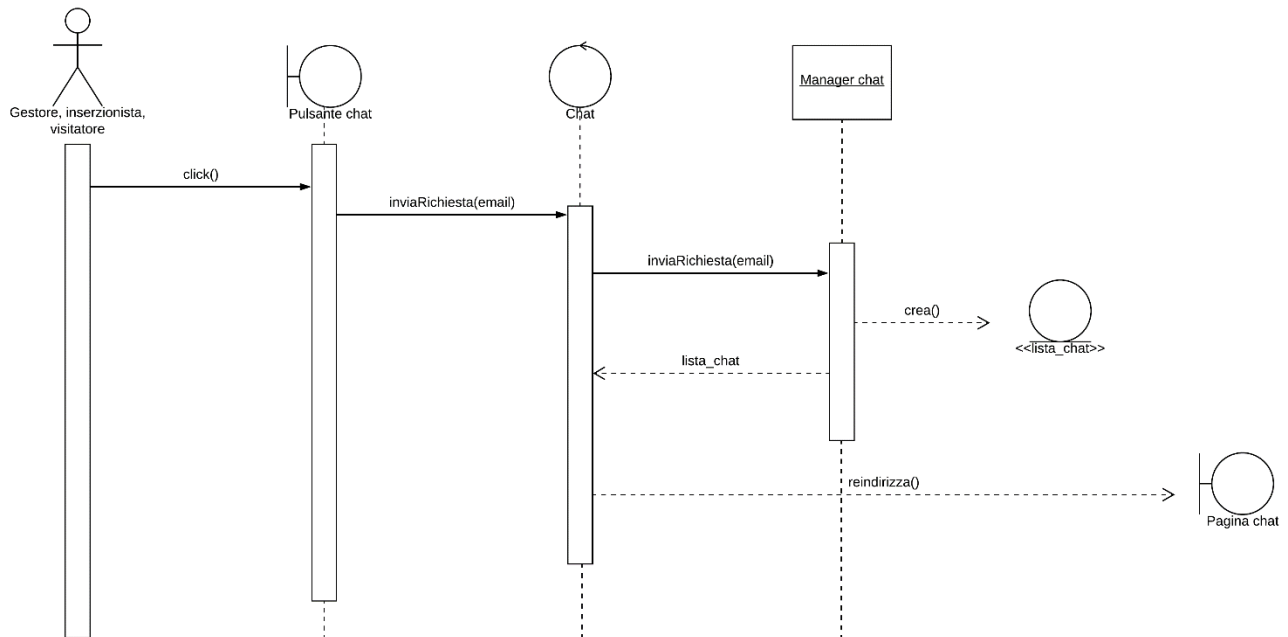 Gestore, inserzionista,
visitatore
Pulsante chat
Chat
Manager chat
click()
inviaRichiesta(email)
inviaRichiesta(email)
crea()
<<lista_chat>>
lista_chat
reindirizza()
Pagina chat